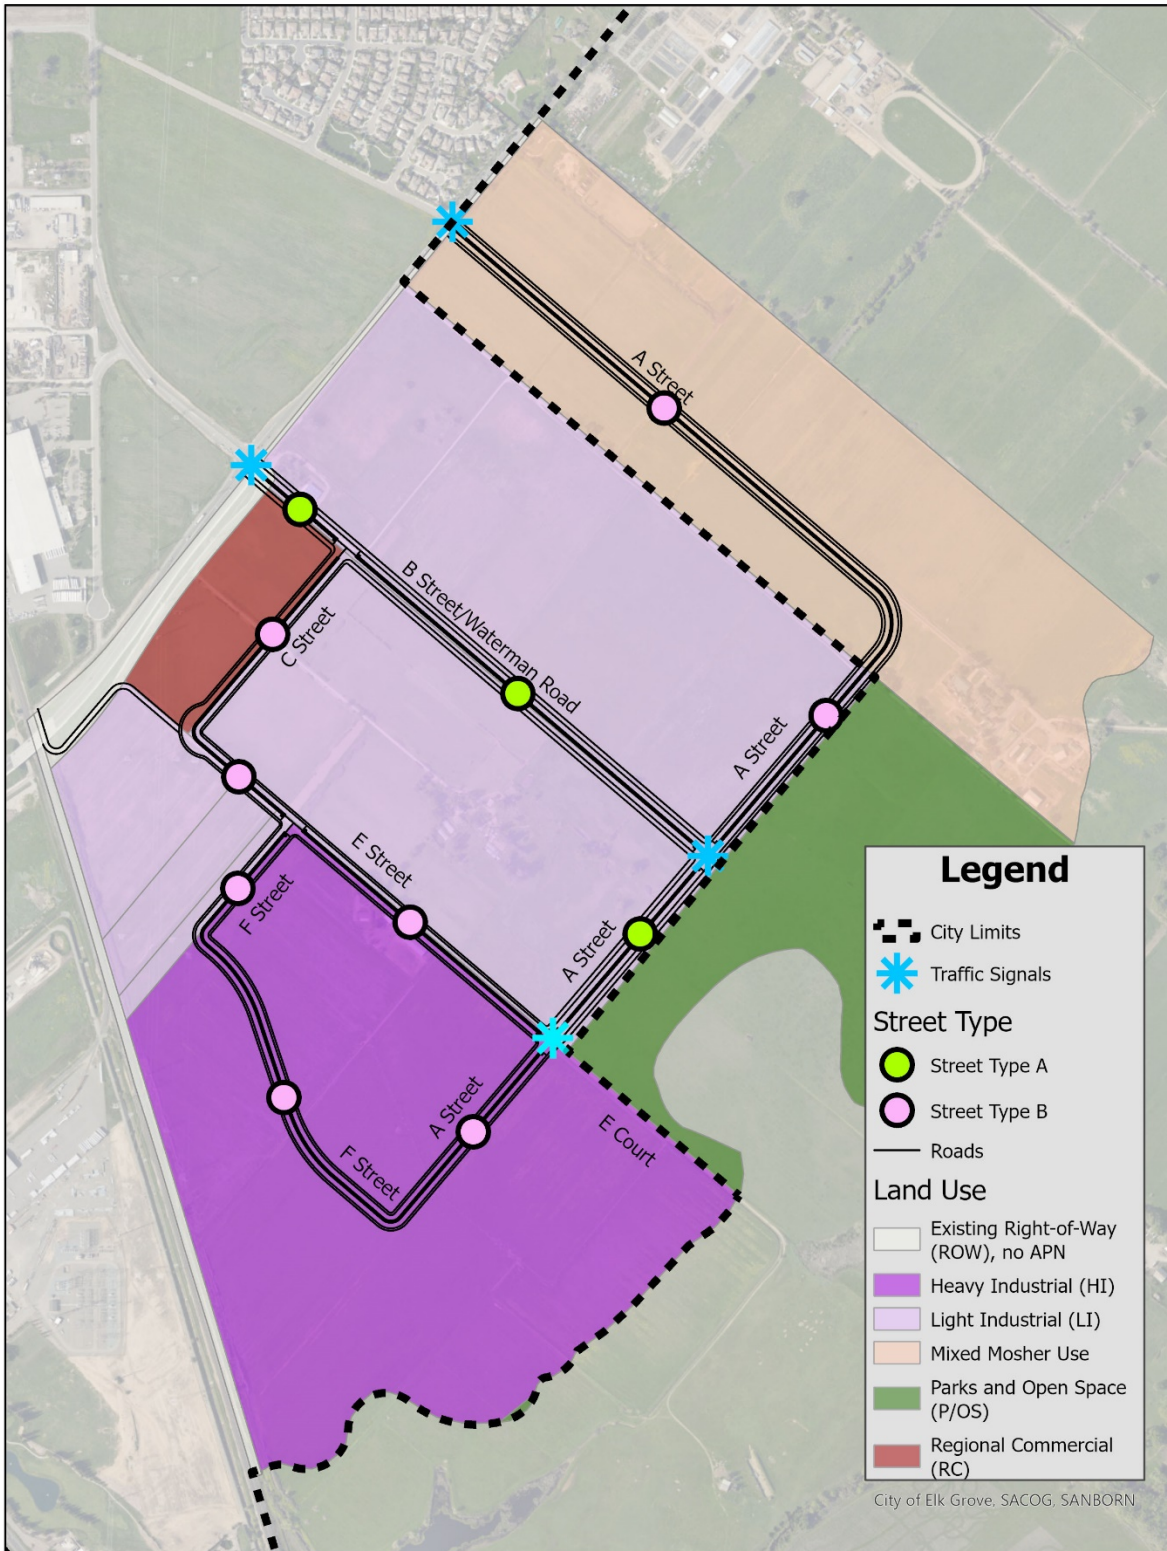 A Street
B Street/Waterman Road
C Street
A Street
E Street
F Street
A Street
A Street
F Street
E Court
Legend
City Limits
Traffic Signals
Street Type
Street Type A
Street Type B
Roads
Land Use
Existing Right-of-Way
(ROW), no APN
Heavy Industrial (HI)
Light Industrial (LI)
Mixed Mosher Use
Parks and Open Space
(P/OS)
Regional Commercial
(RC)
City of Elk Grove, SACOG, SANBORN